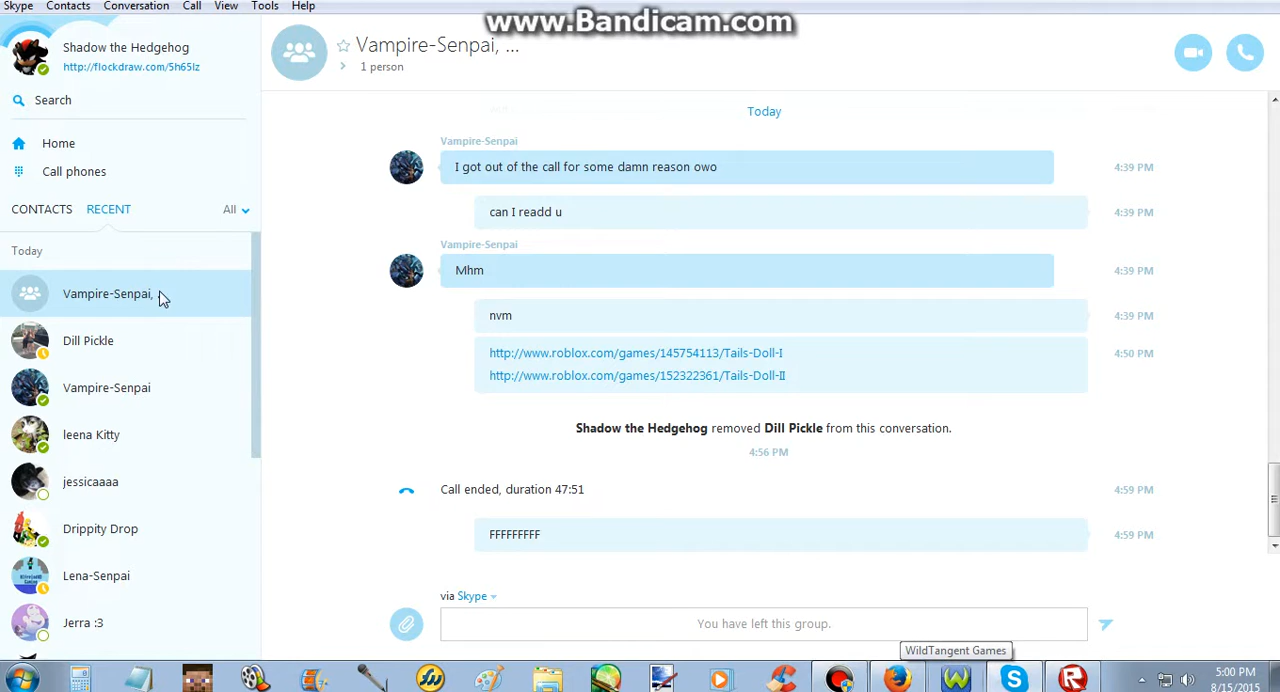 Skype Contacts Conversation Call View Tools Help
www.Bandicam.com
Shadow the Hedgehog
http://flockdraw.com/5h65lz
Search
Home
Call phones
CONTACTS RECENT All
Today
Vampire-Senpai,
Dill Pickle
Vampire-Senpai
leena Kitty
jessicaaaa
Drippity Drop
Lena-Senpai
Jerra :3
Vampire-Senpai, ...
1 person
Today
Vampire-Senpai
I got out of the call for some damn reason owo 4:39 PM
can I readd u 4:39 PM
Vampire-Senpai
Mhm 4:39 PM
nvm 4:39 PM
http://www.roblox.com/games/145754113/Tails-Doll-I 4:50 PM
http://www.roblox.com/games/152322361/Tails-Doll-II
Shadow the Hedgehog removed Dill Pickle from this conversation.
4:56 PM
Call ended, duration 47:51 4:59 PM
FFFFFFFFF 4:59 PM
via Skype
You have left this group.
WildTangent Games
5:00 PM
8/15/2015